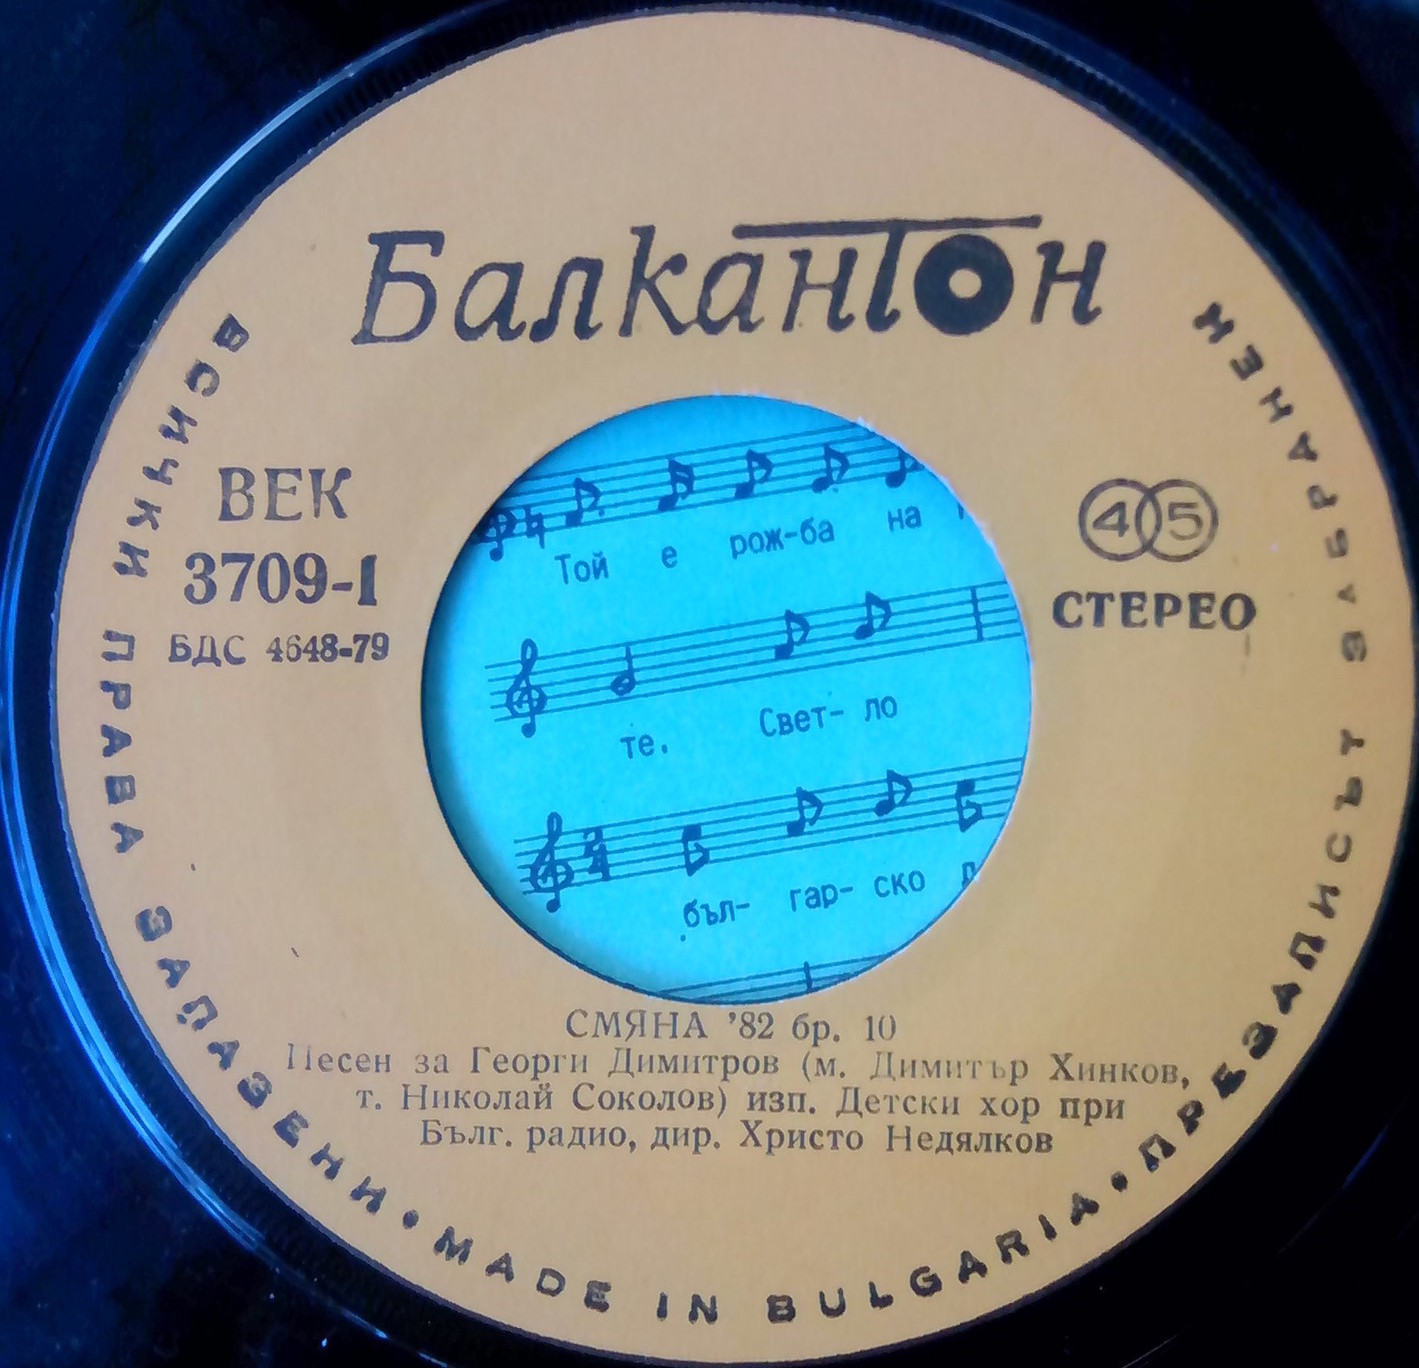 Балкантон
ВСИЧКИ ПРАВА ЗАПАЗЕНИ • MADE IN BULGARIA • ПРЕЗАПИСЪТ ЗАБРАНЕН
ВЕК
3709-I
БДС 4648-79
45
СТЕРЕО
Той е рож-ба на
те. Свет- ло
бъл- гар- ско
СМЯНА '82 бр. 10
Песен за Георги Димитров (м. Димитър Хинков,
т. Николай Соколов) изп. Детски хор при
Бълг. радио, дир. Христо Недялков